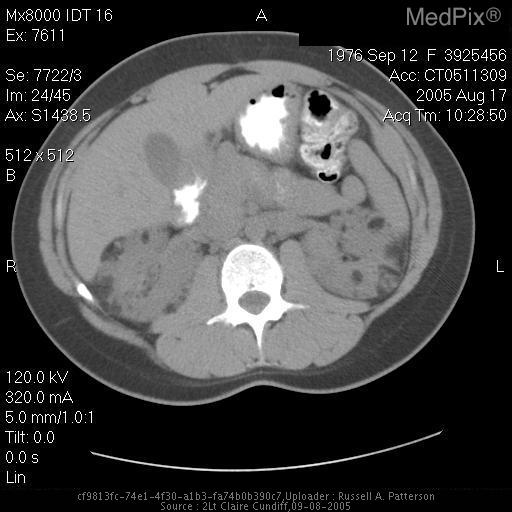 Mx8000 IDT 16
A
MedPix®
Ex: 7611
1976 Sep 12 F 3925456
Se: 7722/3
Acc: CT0511309
Im: 24/45
2005 Aug 17
Ax: S1438.5
Acq Tm: 10:28:50
512 x 512
B
R
L
120.0 kV
320.0 mA
5.0 mm/1.0:1
Tilt: 0.0
0.0 s
Lin
cf9813fc-74e1-4f30-a1b3-fa74b0b390c7,Uploader : Russell A. Patterson
Source : 2Lt Claire Cundiff,09-08-2005